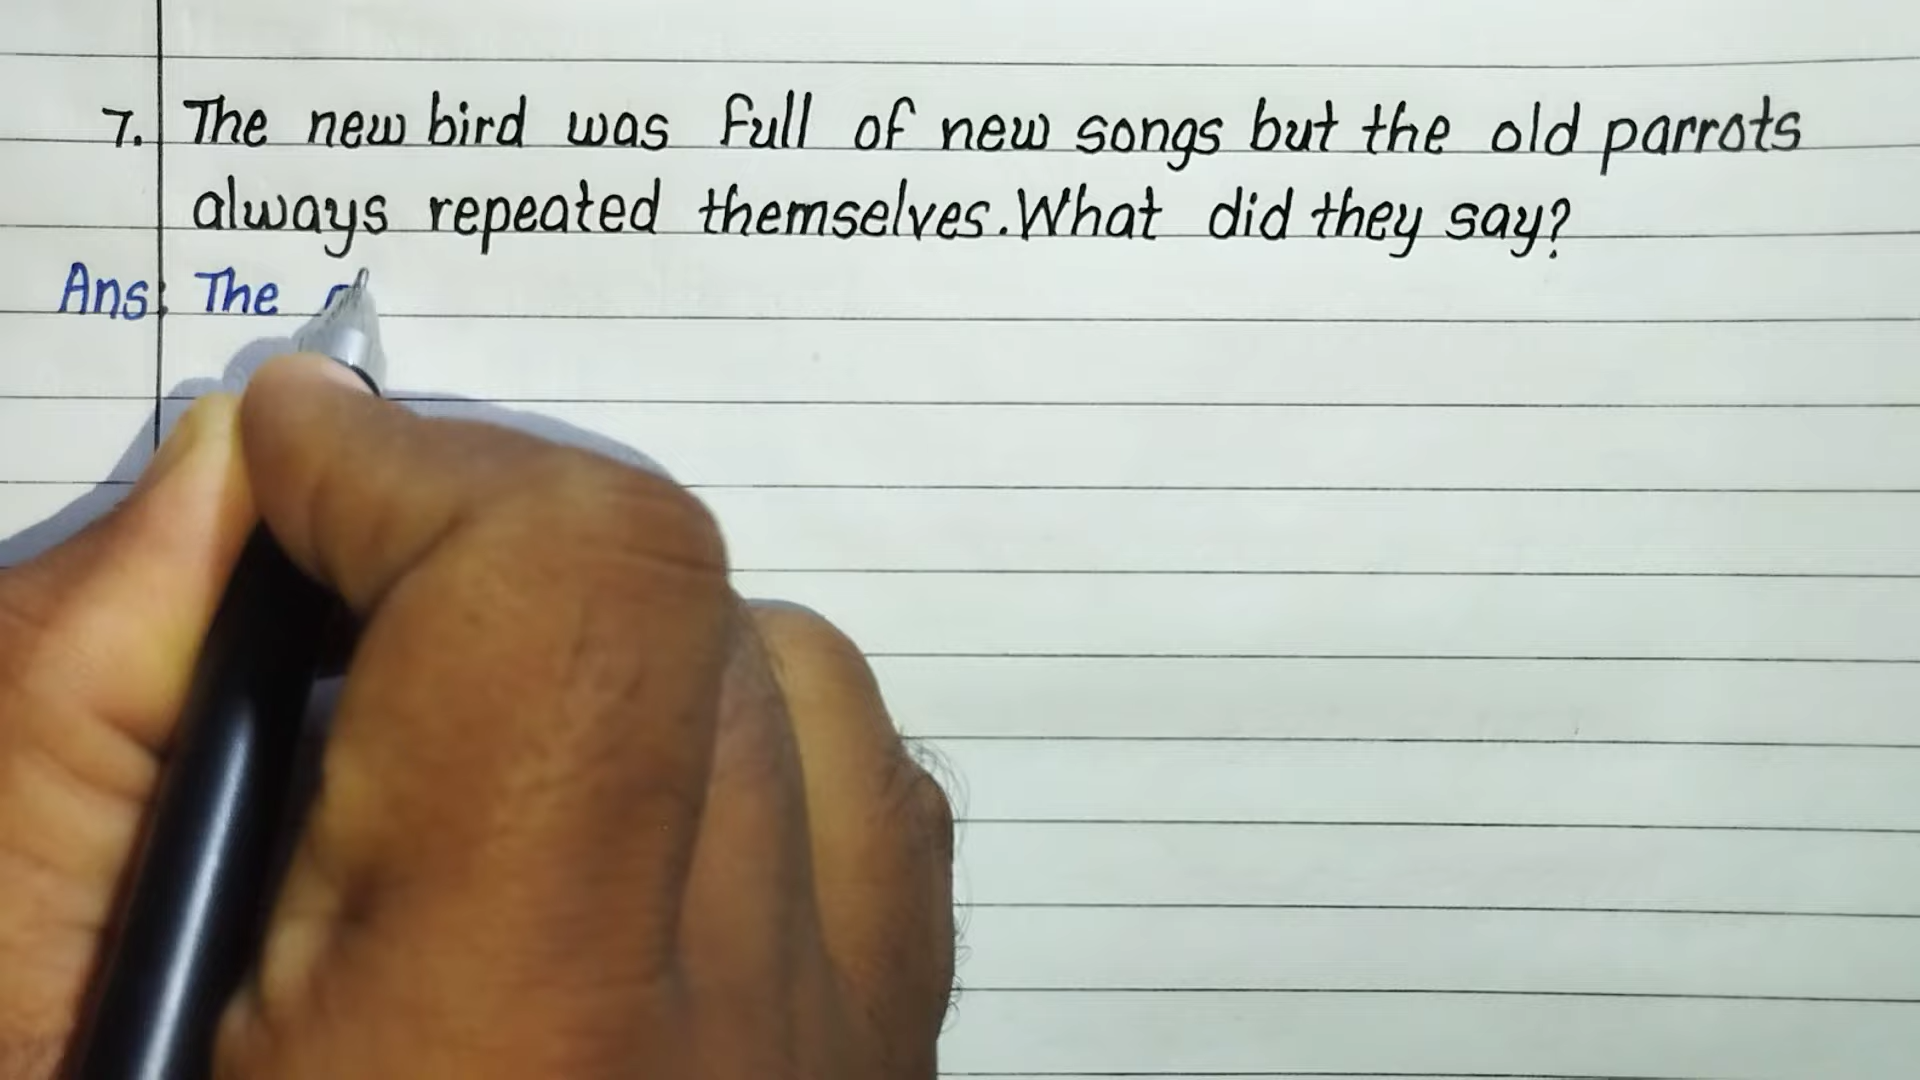 7. The new bird was full of new songs but the old parrots
always repeated themselves. What did they say?
Ans: The